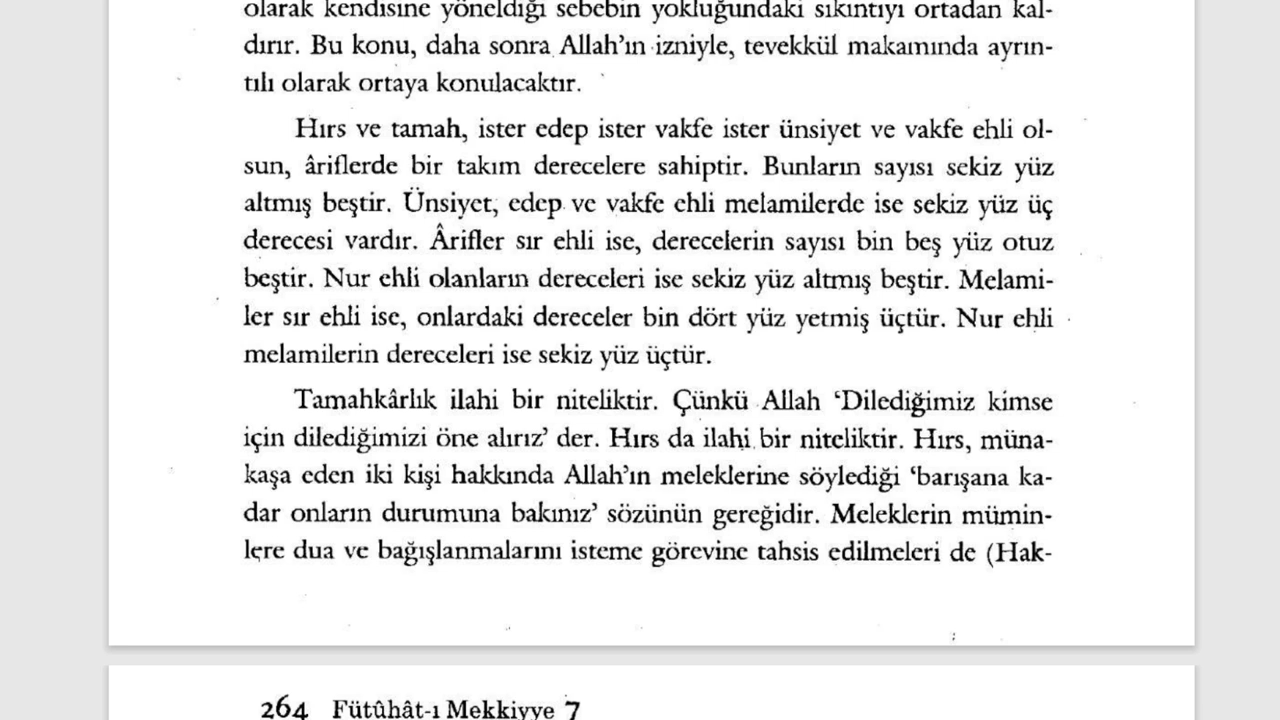 olarak kendisine yöneldiği sebebin yokluğundaki sıkıntıyı ortadan kal-
dırır. Bu konu, daha sonra Allah’ın izniyle, tevekkül makamında ayrın-
tılı olarak ortaya konulacaktır.
Hırs ve tamah, ister edep ister vakfe ister ünsiyet ve vakfe ehli ol-
sun, âriflerde bir takım derecelere sahiptir. Bunların sayısı sekiz yüz
altmış beştir. Ünsiyet, edep ve vakfe ehli melamilerde ise sekiz yüz üç
derecesi vardır. Ârifler sır ehli ise, derecelerin sayısı bin beş yüz otuz
beştir. Nur ehli olanların dereceleri ise sekiz yüz altmış beştir. Melami-
ler sır ehli ise, onlardaki dereceler bin dört yüz yetmiş üçtür. Nur ehli
melamilerin dereceleri ise sekiz yüz üçtür.
Tamahkârlık ilahi bir niteliktir. Çünkü Allah ‘Dilediğimiz kimse
için dilediğimizi öne alırız’ der. Hırs da ilahi bir niteliktir. Hırs, müna-
kaşa eden iki kişi hakkında Allah’ın meleklerine söylediği ‘barışana ka-
dar onların durumuna bakınız’ sözünün gereğidir. Meleklerin mümin-
lere dua ve bağışlanmalarını isteme görevine tahsis edilmeleri de (Hak-
264 Fütûhât-ı Mekkiyye 7